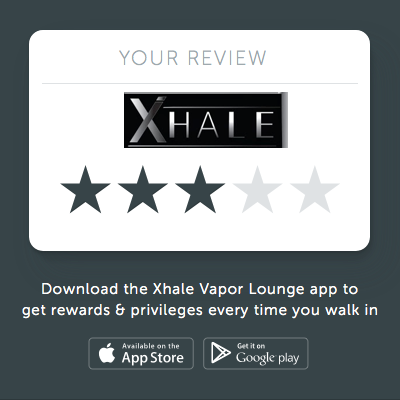 YOUR REVIEW
XHALE
Download the Xhale Vapor Lounge app to
get rewards & privileges every time you walk in
Available on the
App Store
Get it on
Google play